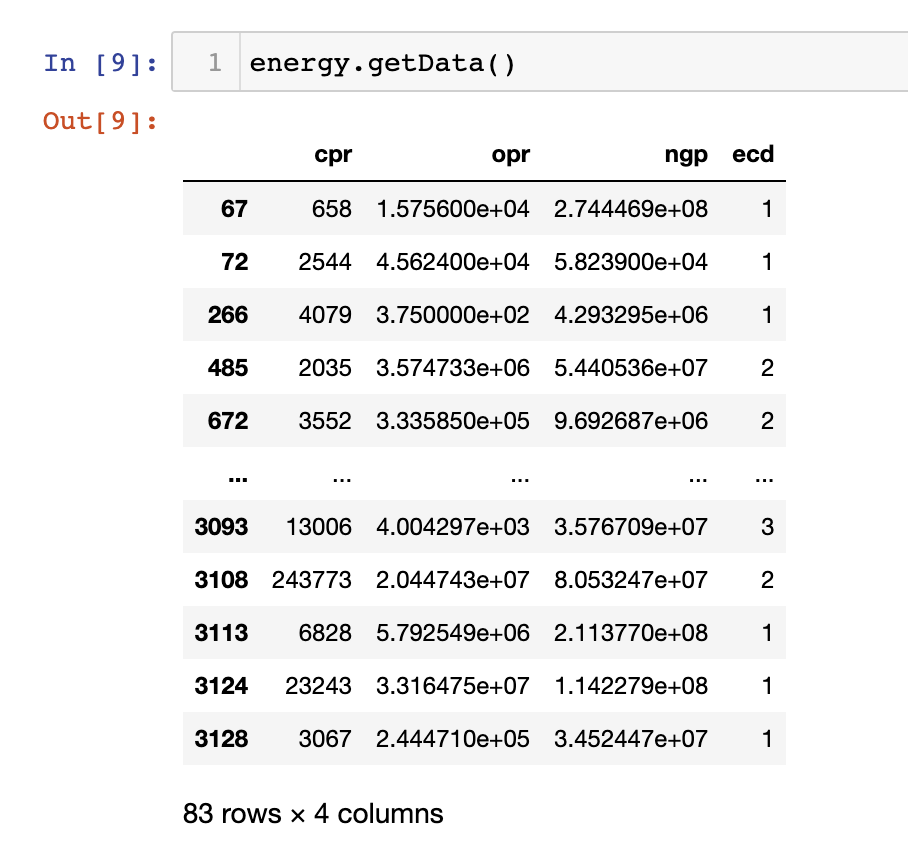 In [9]: 1 energy.getData()
Out[9]:
cpr opr ngp ecd
67 658 1.575600e+04 2.744469e+08 1
72 2544 4.562400e+04 5.823900e+04 1
266 4079 3.750000e+02 4.293295e+06 1
485 2035 3.574733e+06 5.440536e+07 2
672 3552 3.335850e+05 9.692687e+06 2
... ... ... ... ...
3093 13006 4.004297e+03 3.576709e+07 3
3108 243773 2.044743e+07 8.053247e+07 2
3113 6828 5.792549e+06 2.113770e+08 1
3124 23243 3.316475e+07 1.142279e+08 1
3128 3067 2.444710e+05 3.452447e+07 1
83 rows × 4 columns